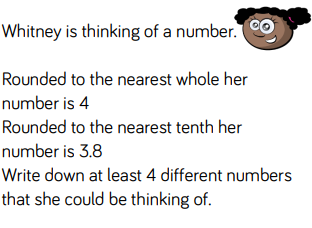 Whitney is thinking of a number.
Rounded to the nearest whole her
number is 4
Rounded to the nearest tenth her
number is 3.8
Write down at least 4 different numbers
that she could be thinking of.